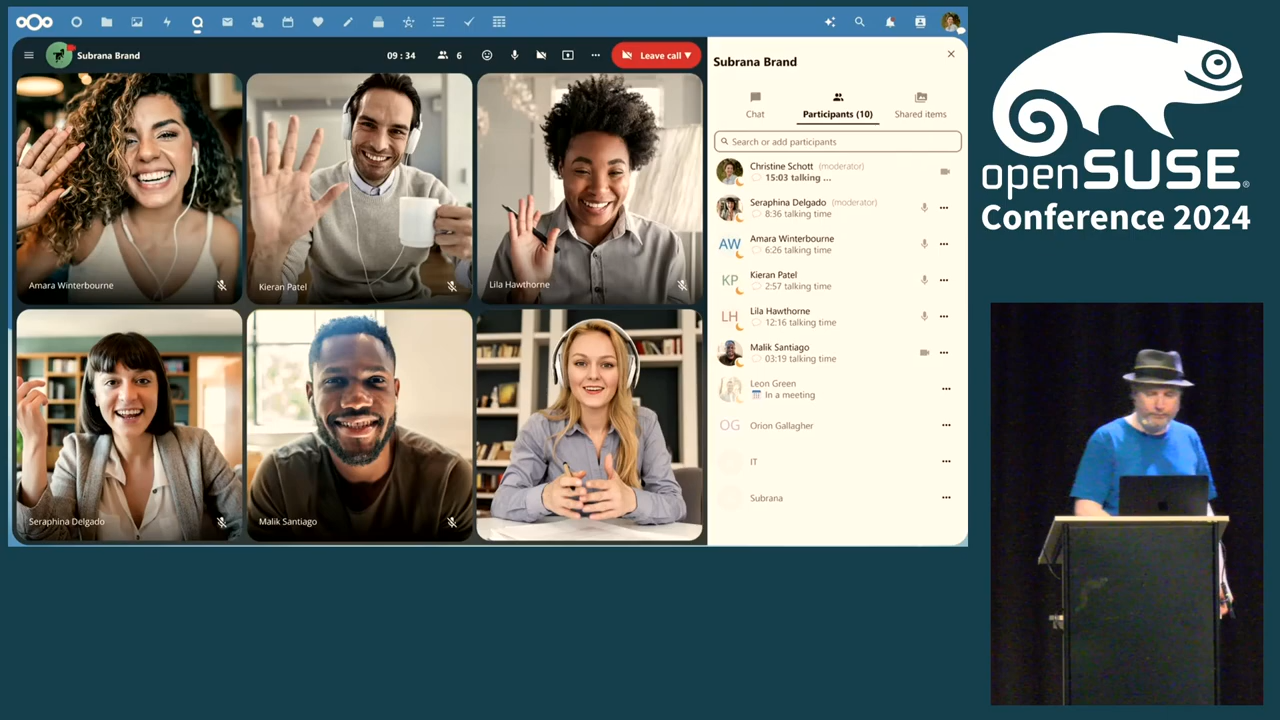 Subrana Brand
09 : 34
6
Leave call
Amara Winterbourne
Kieran Patel
Lila Hawthorne
Seraphina Delgado
Malik Santiago
Subrana Brand
Chat
Participants (10)
Shared items
Search or add participants
Christine Schott (moderator)
15:03 talking ...
Seraphina Delgado (moderator)
8:36 talking time
AW
Amara Winterbourne
6:26 talking time
KP
Kieran Patel
2:57 talking time
LH
Lila Hawthorne
12:16 talking time
Malik Santiago
03:19 talking time
Leon Green
In a meeting
OG
Orion Gallagher
IT
Subrana
openSUSE®
Conference 2024